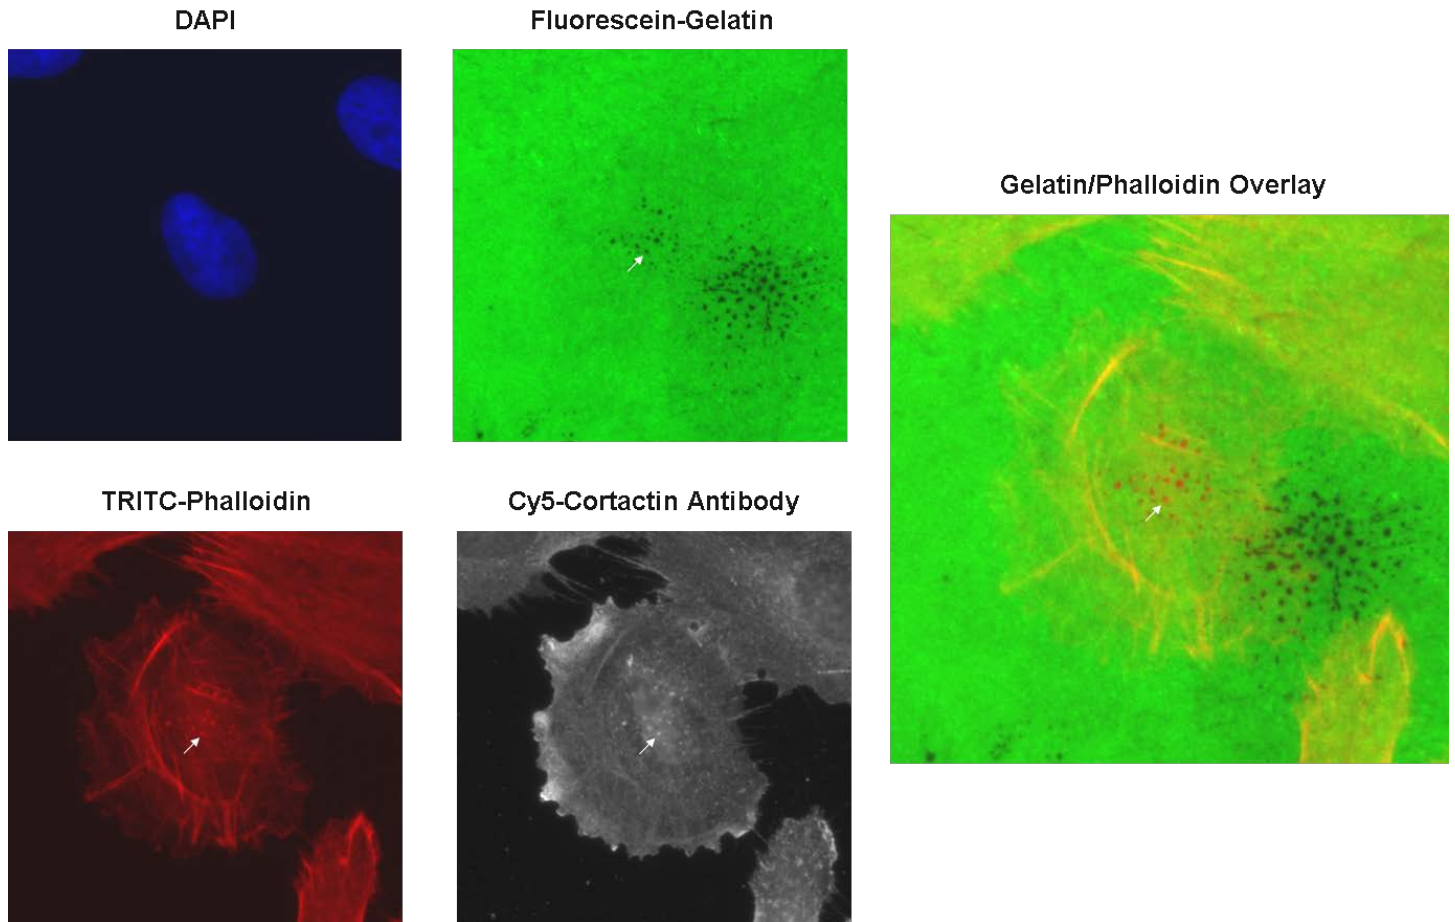 DAPI
Fluorescein-Gelatin
Gelatin/Phalloidin Overlay
TRITC-Phalloidin
Cy5-Cortactin Antibody